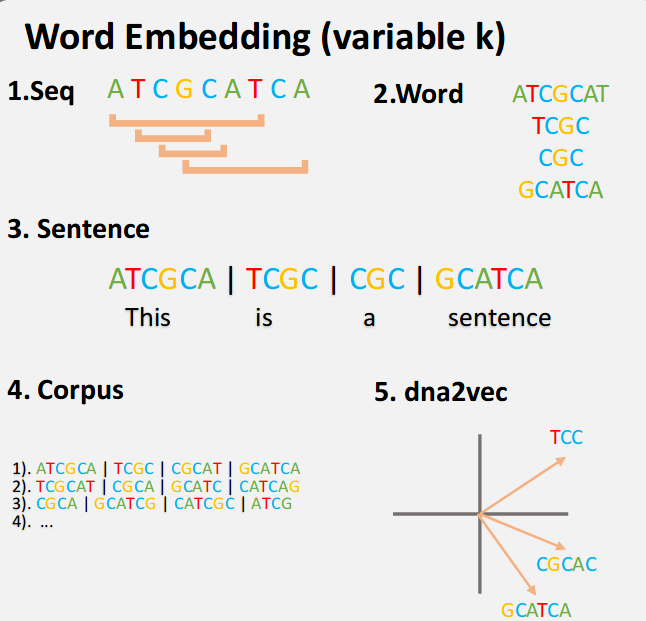 Word Embedding (variable k)
1.Seq ATCGCATCA
2.Word
ATCGCAT
TCGC
CGC
GCATCA
3. Sentence
ATCGCA | TCGC | CGC | GCATCA
This is a sentence
4. Corpus
1). ATCGCA | TCGC | CGCAT | GCATCA
2). TCGCAT | CGCA | GCATC | CATCAG
3). CGCA | GCATCG | CATCGC | ATCG
4). ...
5. dna2vec
TCC
CGCAC
GCATCA